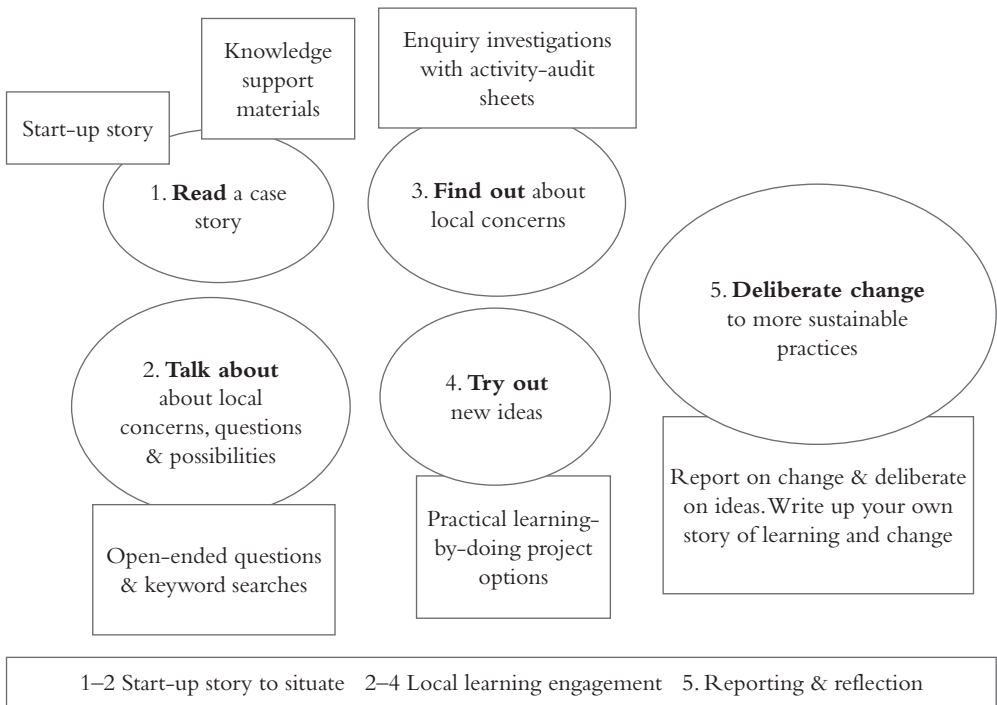 Start-up story
Knowledge
support
materials
1. Read a case
story
2. Talk about
about local
concerns, questions
& possibilities
Open-ended questions
& keyword searches
Enquiry investigations
with activity-audit
sheets
3. Find out about
local concerns
4. Try out
new ideas
Practical learning-
by-doing project
options
5. Deliberate change
to more sustainable
practices
Report on change & deliberate
on ideas. Write up your own
story of learning and change
1–2 Start-up story to situate 2–4 Local learning engagement 5. Reporting & reflection